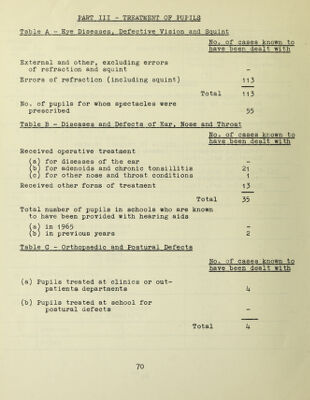 PART III - TREATMENT OF PUPILS
Table A - Eye Diseases, Defective Vision and Squint
No. of cases known to
have been dealt with
External and other, excluding errors
of refraction and squint -
Errors of refraction (including squint) 113
Total 113
No. of pupils for whom spectacles were
prescribed 55
Table B - Diseases and Defects of Ear, Nose and Throat
No. of cases known to
have been dealt with
Received operative treatment
(a) for diseases of the ear -
(b) for adenoids and chronic tonsillitis 21
(c) for other nose and throat conditions 1
Received other forms of treatment 13
Total 35
Total number of pupils in schools who are known
to have been provided with hearing aids
(a) in 1965 -
(b) in previous years 2
Table C - Orthopaedic and Postural Defects
No. of cases known to
have been dealt with
(a) Pupils treated at clinics or out-
patients departments 4
(b) Pupils treated at school for
postural defects -
Total 4
70